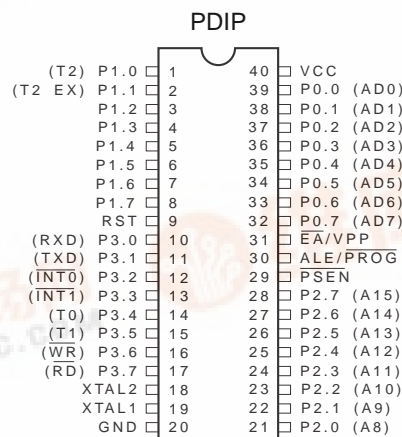 PDIP
(T2) P1.0 1 40 VCC
(T2 EX) P1.1 2 39 P0.0 (AD0)
P1.2 3 38 P0.1 (AD1)
P1.3 4 37 P0.2 (AD2)
P1.4 5 36 P0.3 (AD3)
P1.5 6 35 P0.4 (AD4)
P1.6 7 34 P0.5 (AD5)
P1.7 8 33 P0.6 (AD6)
RST 9 32 P0.7 (AD7)
(RXD) P3.0 10 31 EA/VPP
(TXD) P3.1 11 30 ALE/PROG
(INT0) P3.2 12 29 PSEN
(INT1) P3.3 13 28 P2.7 (A15)
(T0) P3.4 14 27 P2.6 (A14)
(T1) P3.5 15 26 P2.5 (A13)
(WR) P3.6 16 25 P2.4 (A12)
(RD) P3.7 17 24 P2.3 (A11)
XTAL2 18 23 P2.2 (A10)
XTAL1 19 22 P2.1 (A9)
GND 20 21 P2.0 (A8)